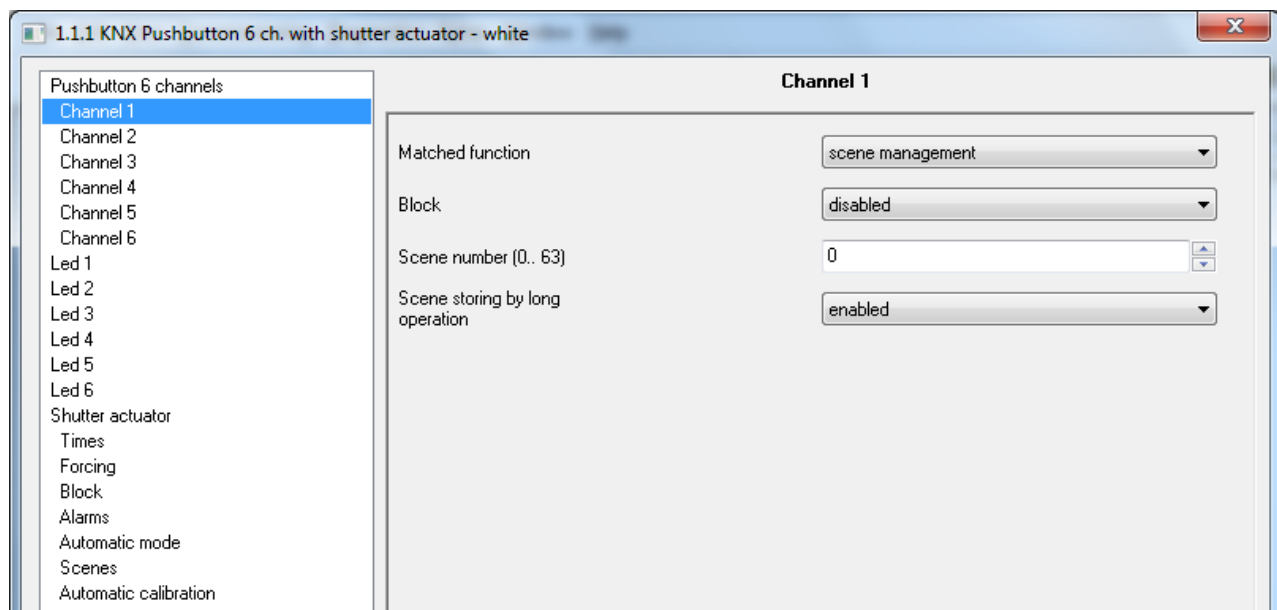 1.1.1 KNX Pushbutton 6 ch. with shutter actuator - white
Pushbutton 6 channels
Channel 1
Channel 2
Channel 3
Channel 4
Channel 5
Channel 6
Led 1
Led 2
Led 3
Led 4
Led 5
Led 6
Shutter actuator
Times
Forcing
Block
Alarms
Automatic mode
Scenes
Automatic calibration
Channel 1
Matched function
scene management
Block
disabled
Scene number (0.. 63)
0
Scene storing by long
operation
enabled